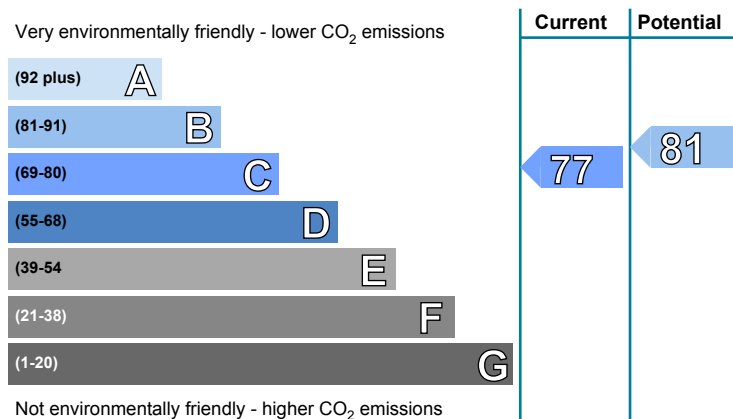 Very environmentally friendly - lower CO₂ emissions
Current
Potential
(92 plus) A
(81-91) B
(69-80) C
(55-68) D
(39-54 E
(21-38) F
(1-20) G
77
81
Not environmentally friendly - higher CO₂ emissions